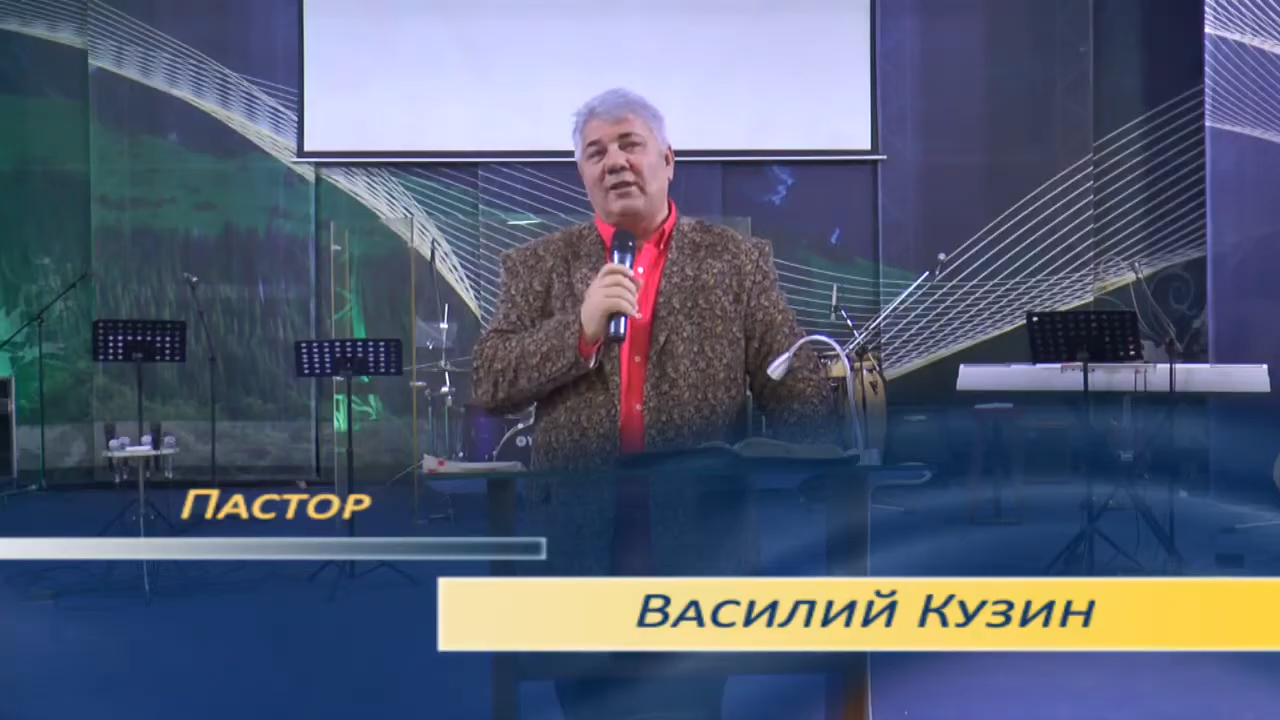 Пастор
Василий Кузин